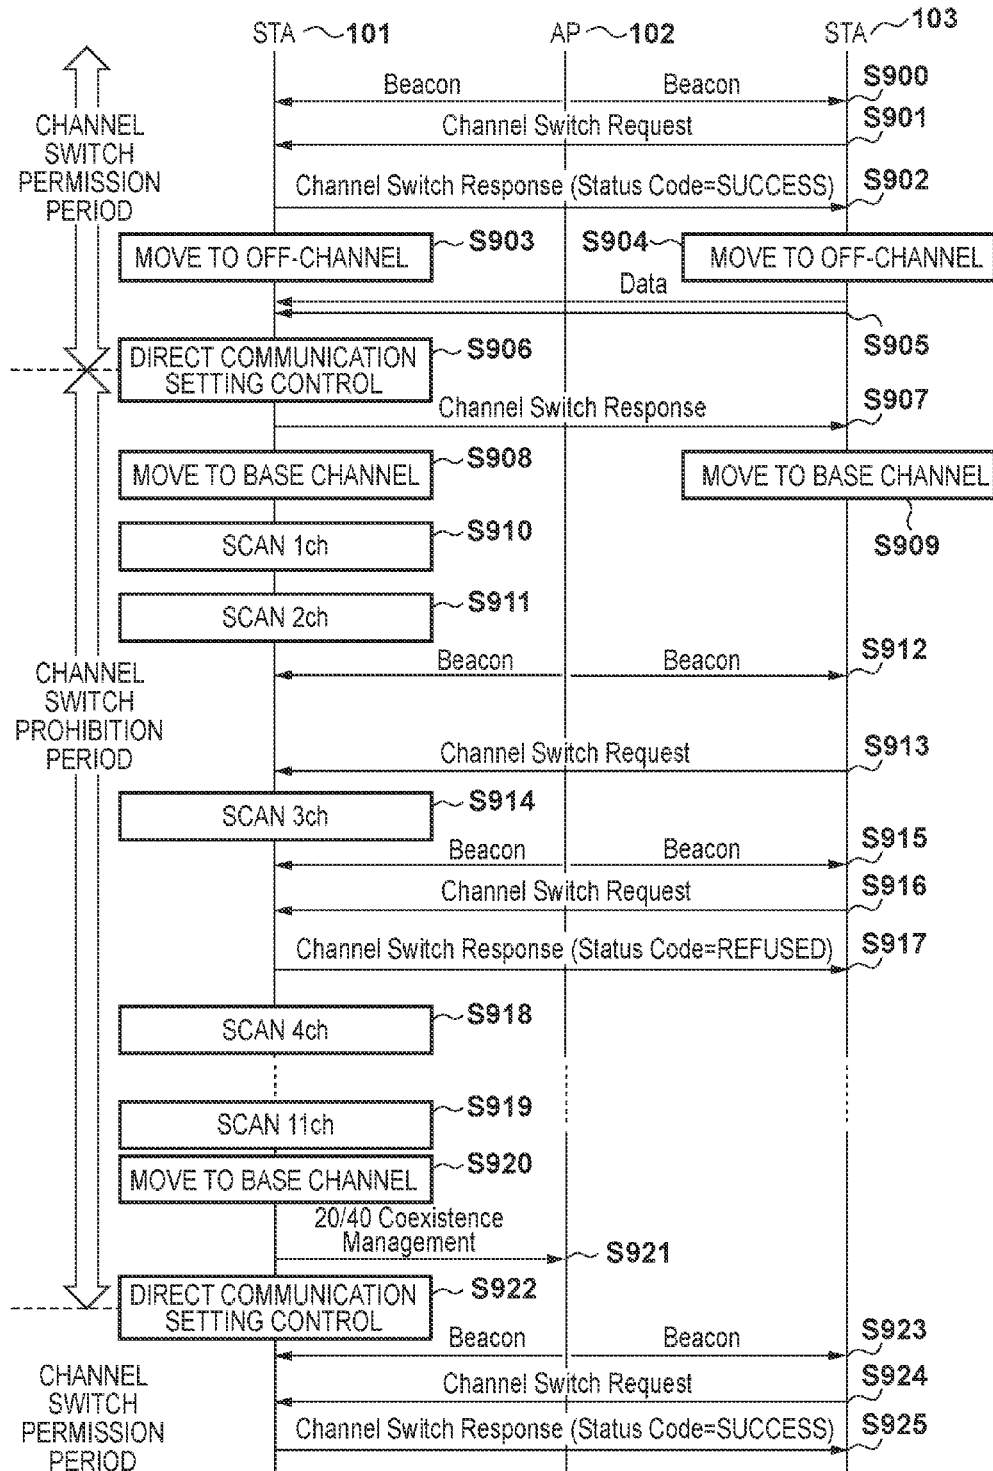 STA 101
AP 102
STA 103
Beacon
Beacon
S900
CHANNEL
SWITCH
PERMISSION
PERIOD
Channel Switch Request
S901
Channel Switch Response (Status Code=SUCCESS)
S902
MOVE TO OFF-CHANNEL
S903
S904
MOVE TO OFF-CHANNEL
Data
S905
DIRECT COMMUNICATION
SETTING CONTROL
S906
Channel Switch Response
S907
MOVE TO BASE CHANNEL
S908
MOVE TO BASE CHANNEL
S909
SCAN 1ch
S910
SCAN 2ch
S911
CHANNEL
SWITCH
PROHIBITION
PERIOD
Beacon
Beacon
S912
Channel Switch Request
S913
SCAN 3ch
S914
Beacon
Beacon
S915
Channel Switch Request
S916
Channel Switch Response (Status Code=REFUSED)
S917
SCAN 4ch
S918
SCAN 11ch
S919
MOVE TO BASE CHANNEL
S920
20/40 Coexistence
Management
S921
DIRECT COMMUNICATION
SETTING CONTROL
S922
Beacon
Beacon
S923
CHANNEL
SWITCH
PERMISSION
PERIOD
Channel Switch Request
S924
Channel Switch Response (Status Code=SUCCESS)
S925